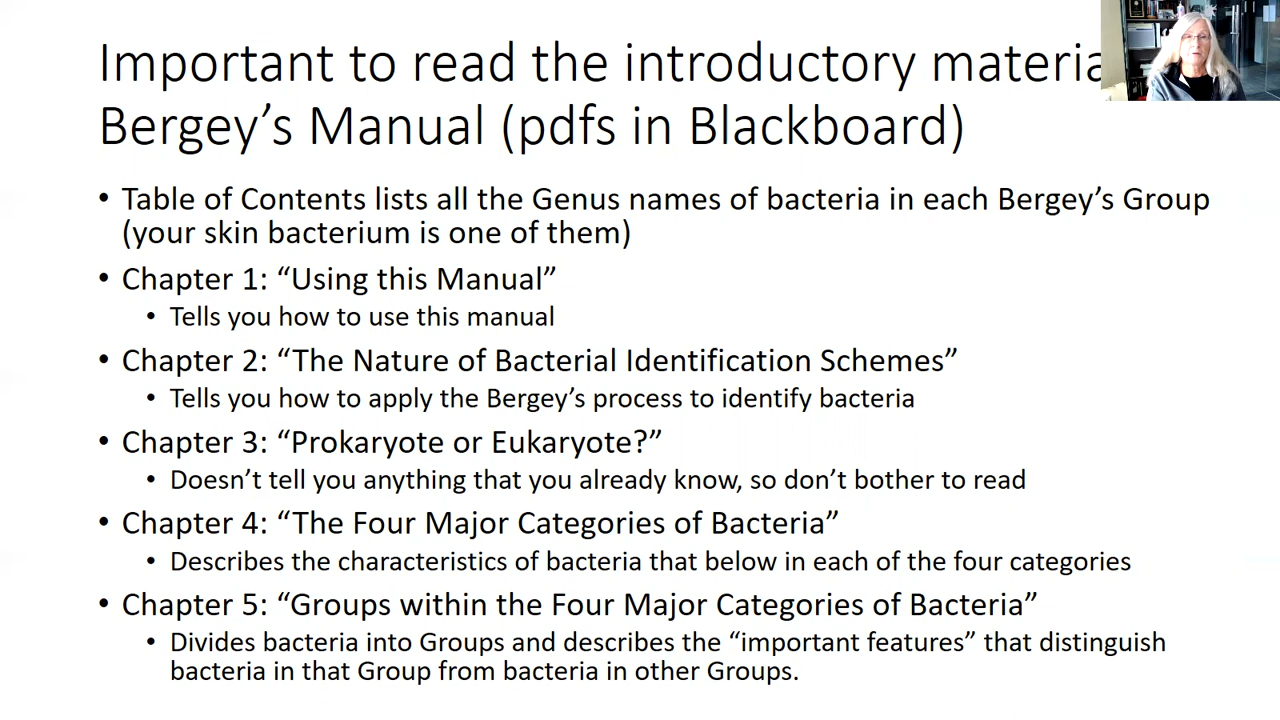 Important to read the introductory
Bergey’s Manual (pdfs in Blackboard)
• Table of Contents lists all the Genus names of bacteria in each Bergey’s Group
(your skin bacterium is one of them)
• Chapter 1: “Using this Manual”
• Tells you how to use this manual
• Chapter 2: “The Nature of Bacterial Identification Schemes”
• Tells you how to apply the Bergey’s process to identify bacteria
• Chapter 3: “Prokaryote or Eukaryote?”
• Doesn’t tell you anything that you already know, so don’t bother to read
• Chapter 4: “The Four Major Categories of Bacteria”
• Describes the characteristics of bacteria that below in each of the four categories
• Chapter 5: “Groups within the Four Major Categories of Bacteria”
• Divides bacteria into Groups and describes the “important features” that distinguish
bacteria in that Group from bacteria in other Groups.